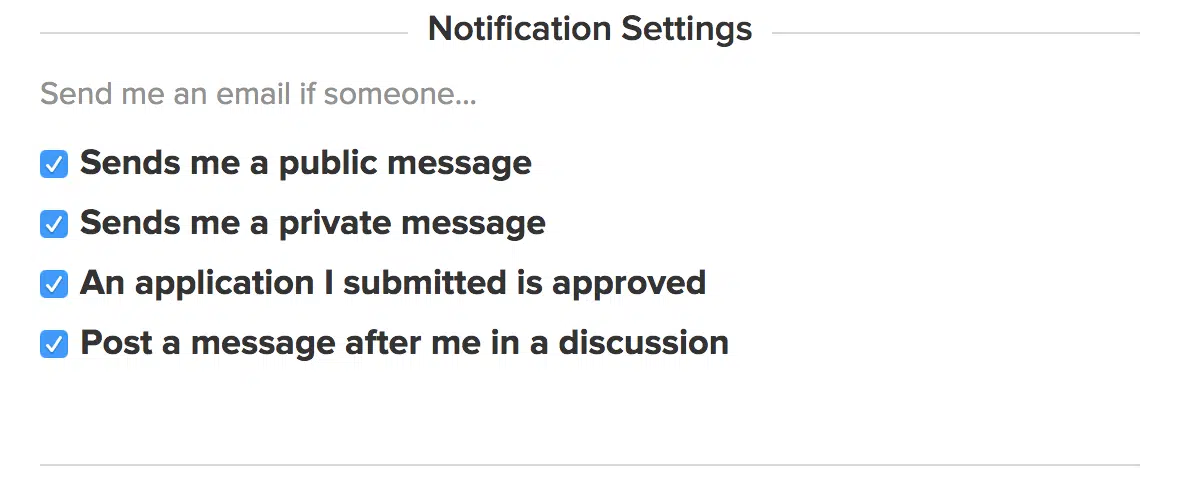 Notification Settings
Send me an email if someone...
Sends me a public message
Sends me a private message
An application I submitted is approved
Post a message after me in a discussion